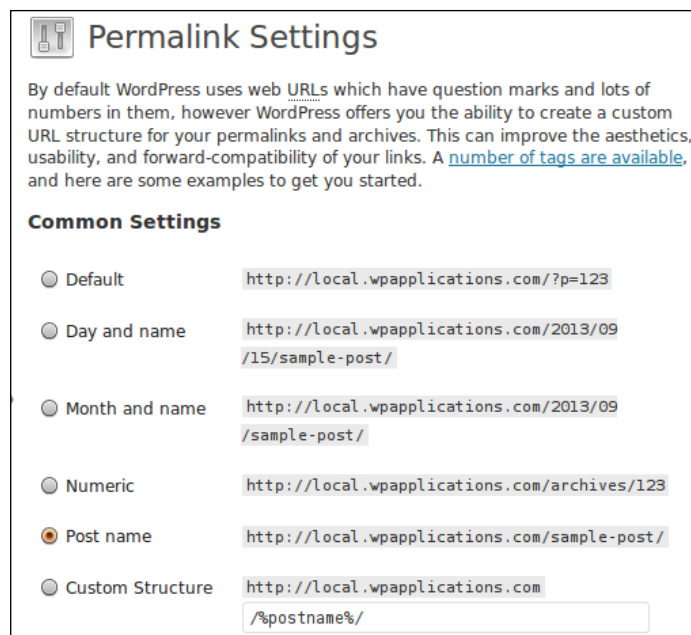 Permalink Settings
By default WordPress uses web URLs which have question marks and lots of
numbers in them, however WordPress offers you the ability to create a custom
URL structure for your permalinks and archives. This can improve the aesthetics,
usability, and forward-compatibility of your links. A number of tags are available,
and here are some examples to get you started.
Common Settings
Default http://local.wpapplications.com/?p=123
Day and name http://local.wpapplications.com/2013/09
/15/sample-post/
Month and name http://local.wpapplications.com/2013/09
/sample-post/
Numeric http://local.wpapplications.com/archives/123
Post name http://local.wpapplications.com/sample-post/
Custom Structure http://local.wpapplications.com
/%postname%/